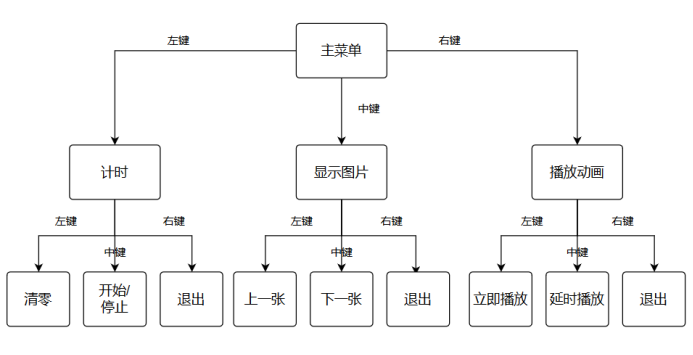 主菜单
左键
右键
中键
计时
显示图片
播放动画
左键
右键
左键
右键
左键
右键
中键
中键
中键
清零
开始/
停止
退出
上一张
下一张
退出
立即播放
延时播放
退出